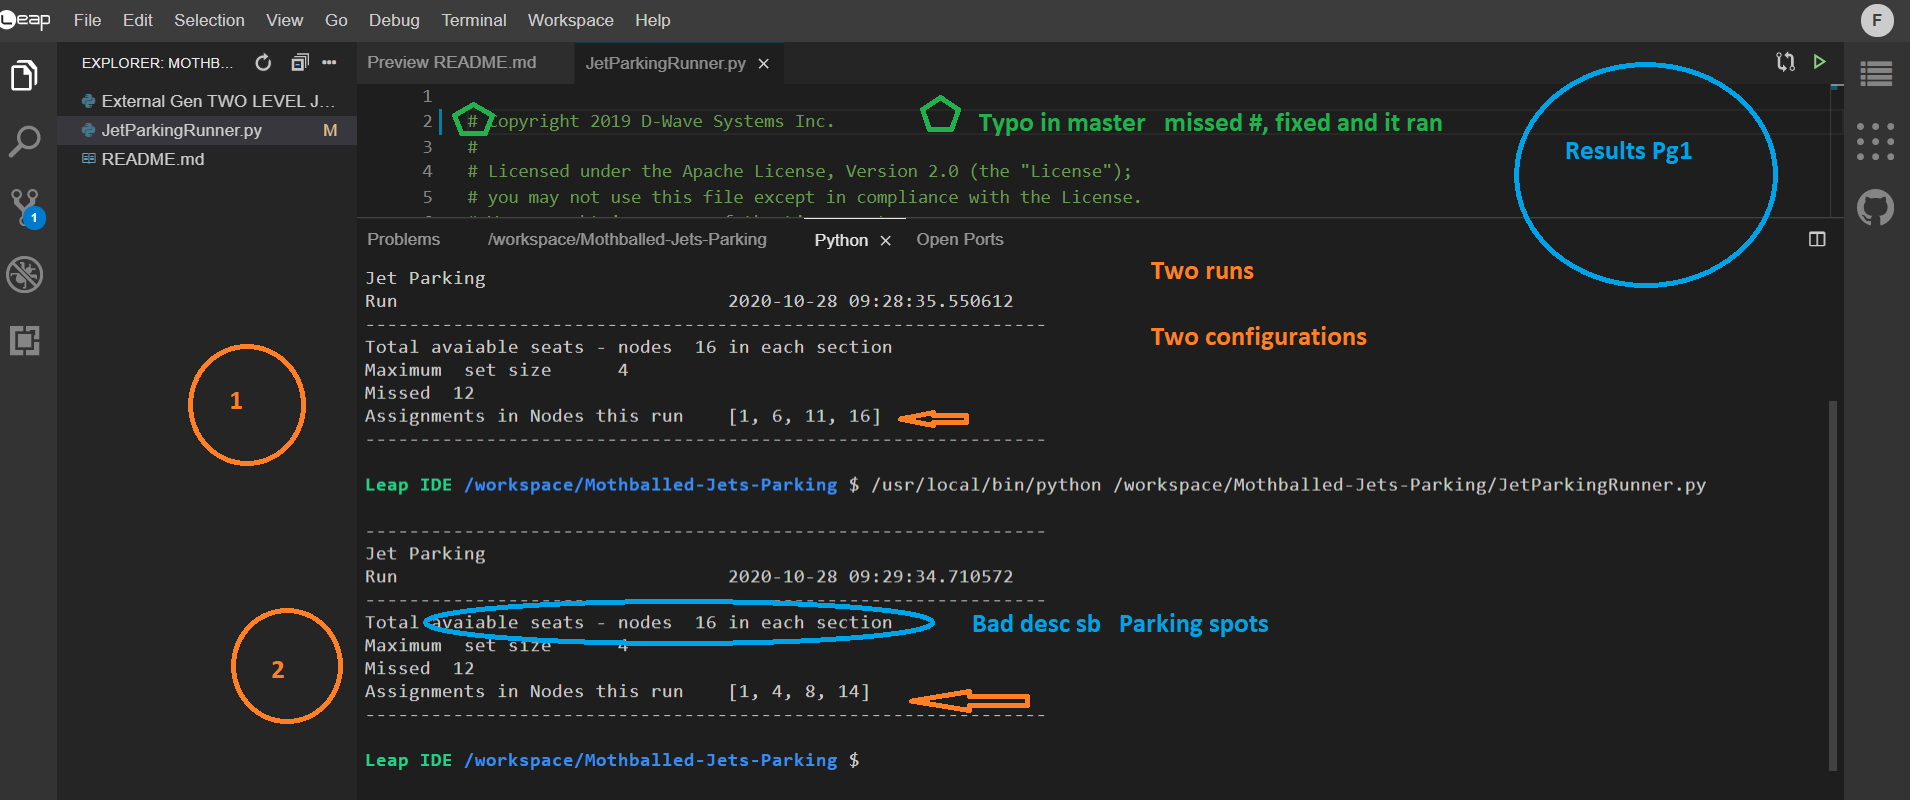 Leap File Edit Selection View Go Debug Terminal Workspace Help F
EXPLORER: MOTHB...
External Gen TWO LEVEL J...
JetParkingRunner.py M
README.md
1
Preview README.md JetParkingRunner.py
1
2 # Copyright 2019 D-Wave Systems Inc.
Typo in master missed #, fixed and it ran
3 #
4 # Licensed under the Apache License, Version 2.0 (the "License");
5 # you may not use this file except in compliance with the License.
Results Pg1
Problems /workspace/Mothballed-Jets-Parking Python Open Ports
Two runs
Two configurations
1
Jet Parking
Run 2020-10-28 09:28:35.550612
--------------------------------------------------------------
Total avaiable seats - nodes 16 in each section
Maximum set size 4
Missed 12
Assignments in Nodes this run [1, 6, 11, 16]
--------------------------------------------------------------
Leap IDE /workspace/Mothballed-Jets-Parking $ /usr/local/bin/python /workspace/Mothballed-Jets-Parking/JetParkingRunner.py
--------------------------------------------------------------
Jet Parking
Run 2020-10-28 09:29:34.710572
--------------------------------------------------------------
Total avaiable seats - nodes 16 in each section
Bad desc sb Parking spots
Maximum set size 4
Missed 12
2
Assignments in Nodes this run [1, 4, 8, 14]
--------------------------------------------------------------
Leap IDE /workspace/Mothballed-Jets-Parking $